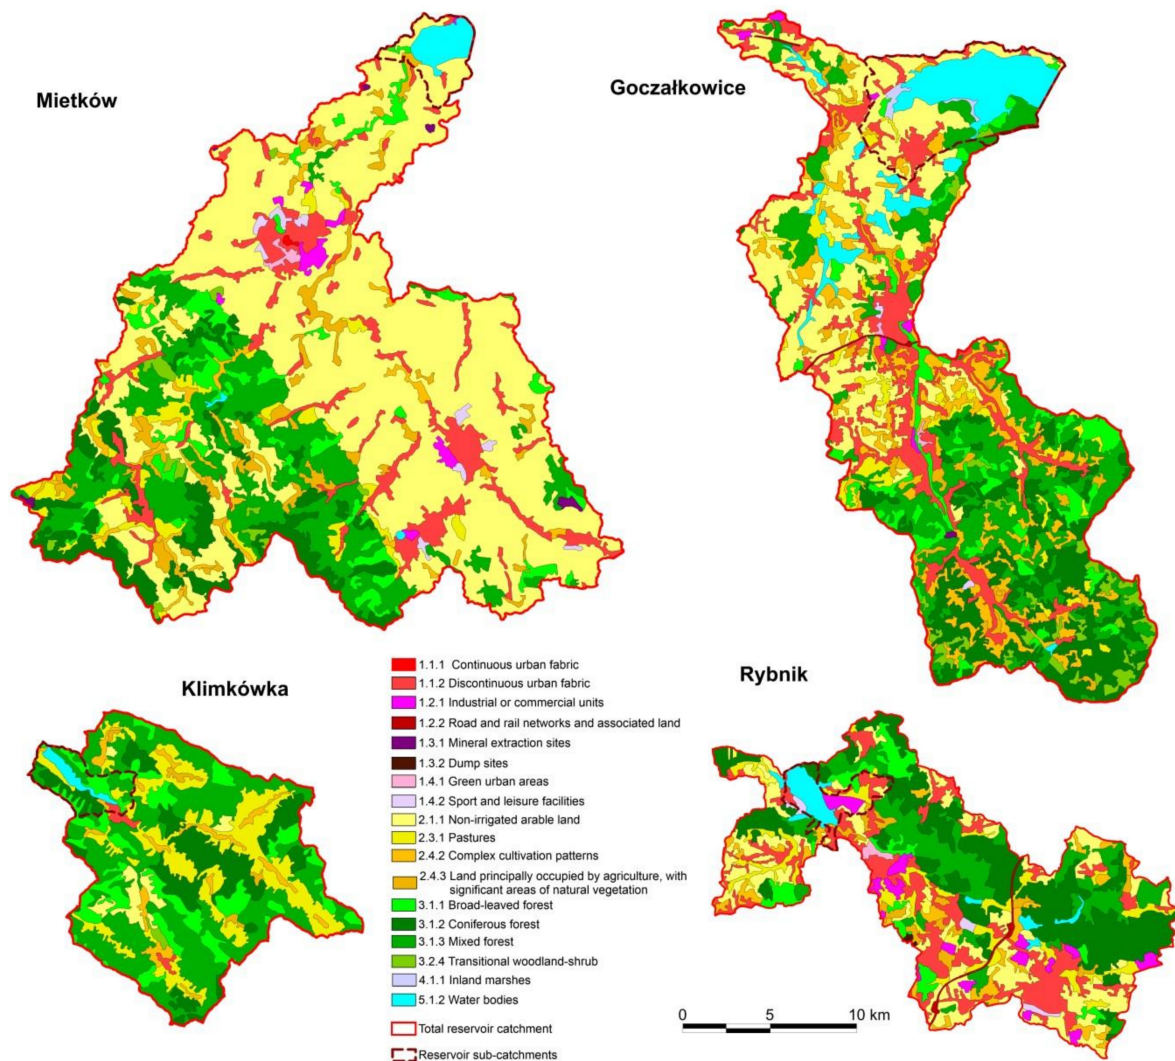 Mietków
Goczałkowice
Klimkówka
Rybnik
1.1.1 Continuous urban fabric
1.1.2 Discontinuous urban fabric
1.2.1 Industrial or commercial units
1.2.2 Road and rail networks and associated land
1.3.1 Mineral extraction sites
1.3.2 Dump sites
1.4.1 Green urban areas
1.4.2 Sport and leisure facilities
2.1.1 Non-irrigated arable land
2.3.1 Pastures
2.4.2 Complex cultivation patterns
2.4.3 Land principally occupied by agriculture, with
significant areas of natural vegetation
3.1.1 Broad-leaved forest
3.1.2 Coniferous forest
3.1.3 Mixed forest
3.2.4 Transitional woodland-shrub
4.1.1 Inland marshes
5.1.2 Water bodies
Total reservoir catchment
Reservoir sub-catchments
0 5 10 km